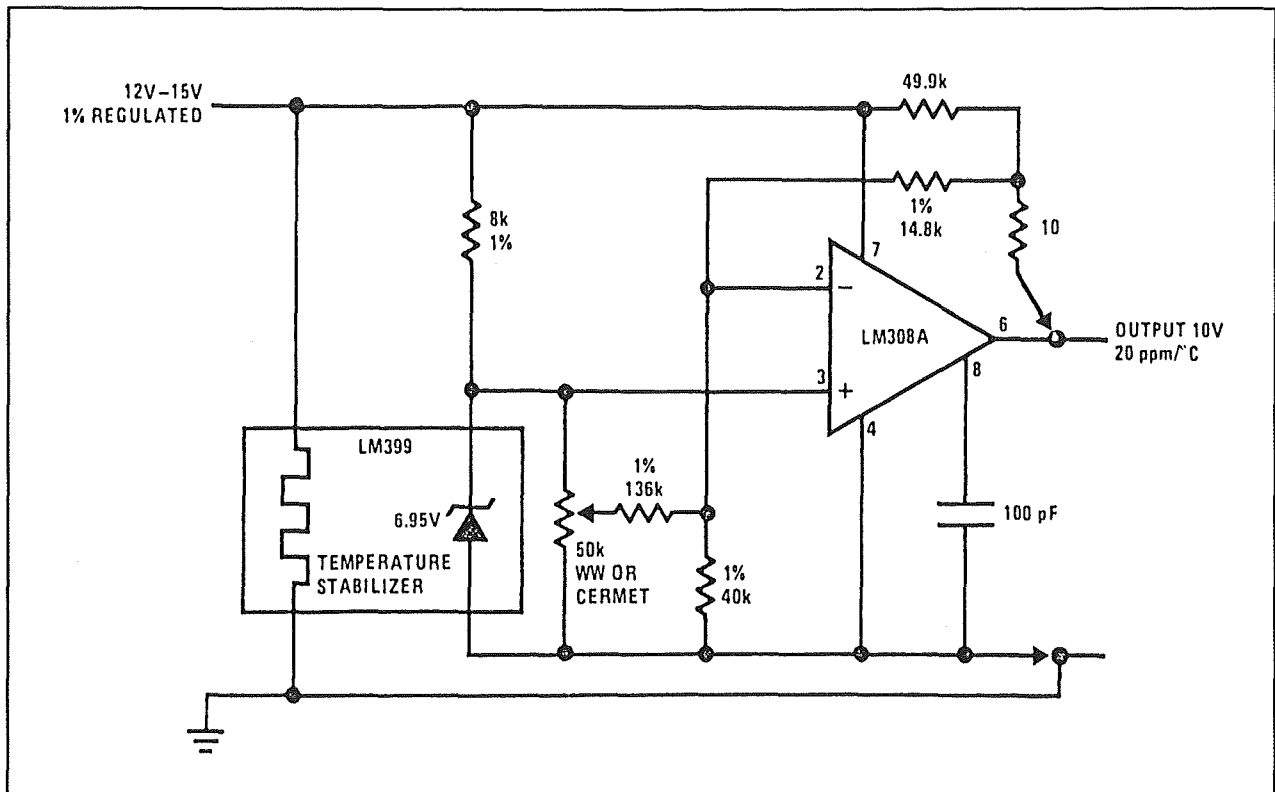 12V–15V
1% REGULATED
49.9k
1%
14.8k
8k
1%
10
7
2
–
LM308A
6
OUTPUT 10V
20 ppm/°C
3
+
8
4
LM399
6.95V
TEMPERATURE
STABILIZER
1%
136k
50k
WW OR
CERMET
1%
40k
100 pF